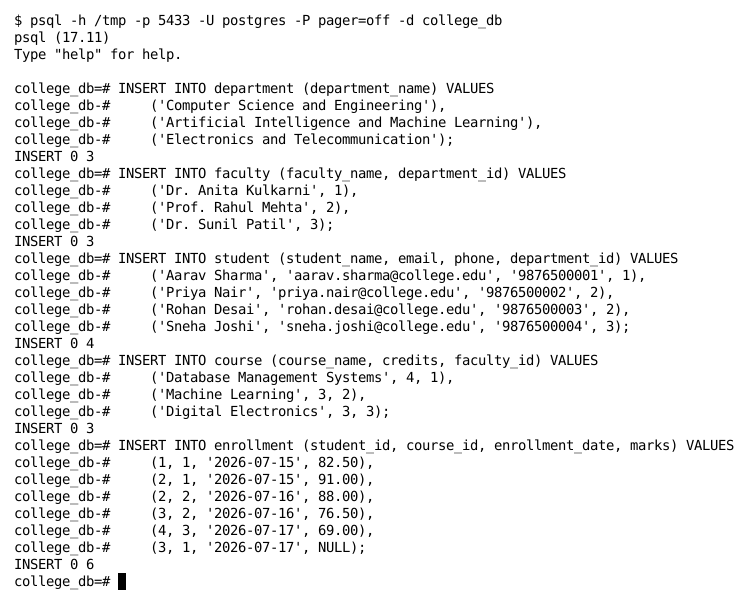 $ psql -h /tmp -p 5433 -U postgres -P pager=off -d college_db
psql (17.11)
Type "help" for help.

college_db=# INSERT INTO department (department_name) VALUES
college_db-#     ('Computer Science and Engineering'),
college_db-#     ('Artificial Intelligence and Machine Learning'),
college_db-#     ('Electronics and Telecommunication');
INSERT 0 3
college_db=# INSERT INTO faculty (faculty_name, department_id) VALUES
college_db-#     ('Dr. Anita Kulkarni', 1),
college_db-#     ('Prof. Rahul Mehta', 2),
college_db-#     ('Dr. Sunil Patil', 3);
INSERT 0 3
college_db=# INSERT INTO student (student_name, email, phone, department_id) VALUES
college_db-#     ('Aarav Sharma', 'aarav.sharma@college.edu', '9876500001', 1),
college_db-#     ('Priya Nair', 'priya.nair@college.edu', '9876500002', 2),
college_db-#     ('Rohan Desai', 'rohan.desai@college.edu', '9876500003', 2),
college_db-#     ('Sneha Joshi', 'sneha.joshi@college.edu', '9876500004', 3);
INSERT 0 4
college_db=# INSERT INTO course (course_name, credits, faculty_id) VALUES
college_db-#     ('Database Management Systems', 4, 1),
college_db-#     ('Machine Learning', 3, 2),
college_db-#     ('Digital Electronics', 3, 3);
INSERT 0 3
college_db=# INSERT INTO enrollment (student_id, course_id, enrollment_date, marks) VALUES
college_db-#     (1, 1, '2026-07-15', 82.50),
college_db-#     (2, 1, '2026-07-15', 91.00),
college_db-#     (2, 2, '2026-07-16', 88.00),
college_db-#     (3, 2, '2026-07-16', 76.50),
college_db-#     (4, 3, '2026-07-17', 69.00),
college_db-#     (3, 1, '2026-07-17', NULL);
INSERT 0 6
college_db=#